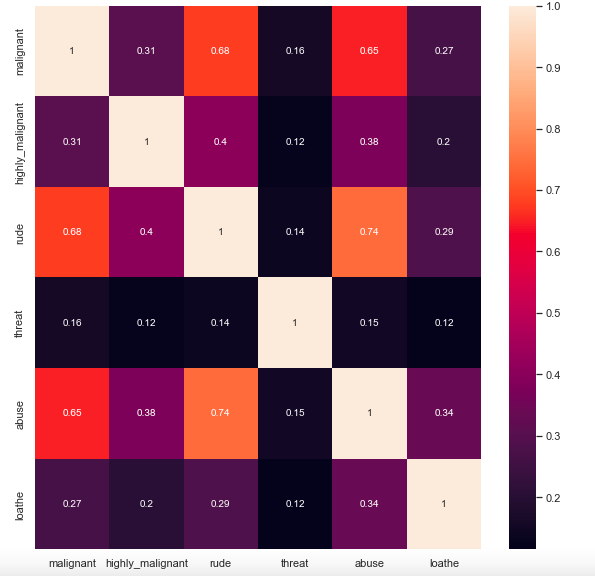 malignant 1 0.31 0.68 0.16 0.65 0.27
highly_malignant 0.31 1 0.4 0.12 0.38 0.2
rude 0.68 0.4 1 0.14 0.74 0.29
threat 0.16 0.12 0.14 1 0.15 0.12
abuse 0.65 0.38 0.74 0.15 1 0.34
loathe 0.27 0.2 0.29 0.12 0.34 1
malignant highly_malignant rude threat abuse loathe
1.0
0.9
0.8
0.7
0.6
0.5
0.4
0.3
0.2